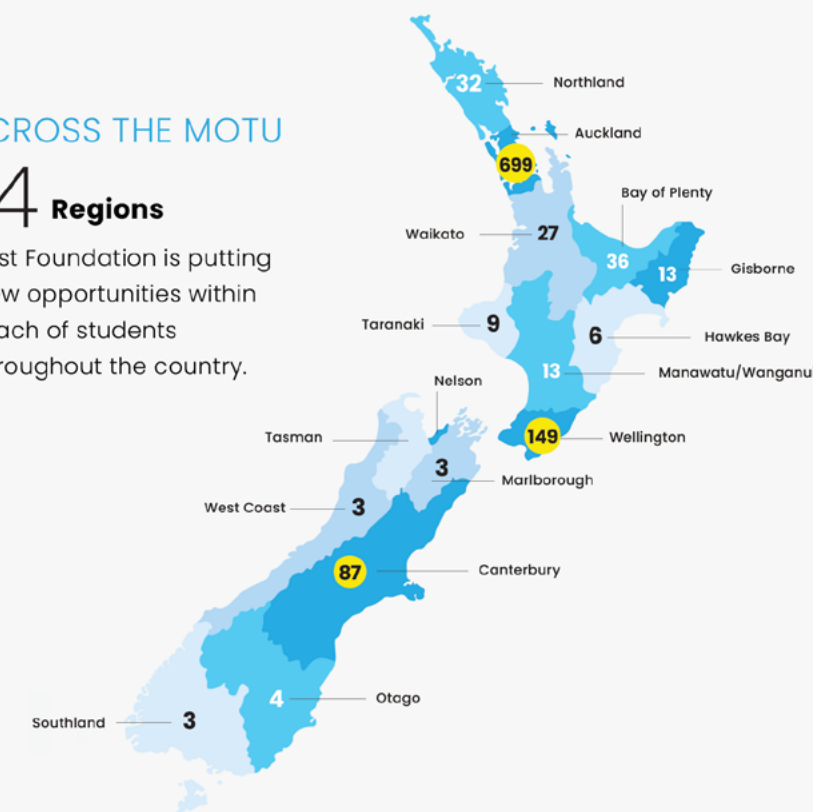 CROSS THE MOTU
4 Regions
st Foundation is putting
w opportunities within
ach of students
roughout the country.
32 Northland
Auckland
699
Bay of Plenty
Waikato 27
36
13 Gisborne
Taranaki 9
6 Hawkes Bay
13 Manawatu/Wanganu
Nelson
Tasman
149 Wellington
3
Marlborough
West Coast 3
87 Canterbury
4 Otago
Southland 3